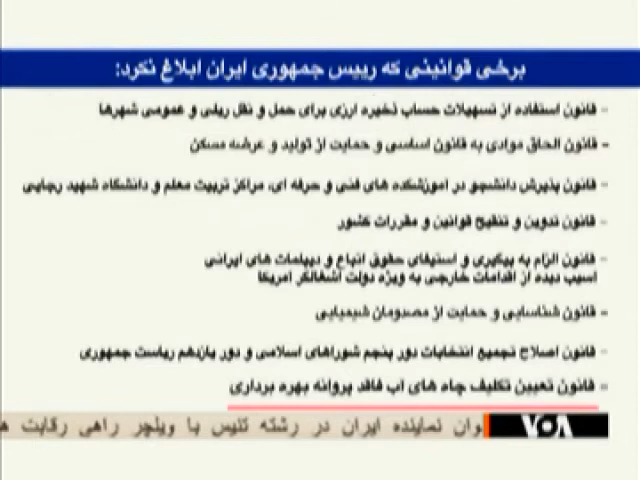 برخی قوانینی که رییس جمهوری ایران ابلاغ نکرد:
- قانون استفاده از تسهیلات حساب ذخیره ارزی برای حمل و نقل ریلی و عمومی شهرها
- قانون الحاق موادی به قانون اساسی و حمایت از تولید و عرضه مسکن
- قانون پذیرش دانشجو در اموزشکده های فنی و حرفه ای، مراکز تربیت معلم و دانشگاه شهید رجایی
- قانون تدوین و تنقیح قوانین و مقررات کشور
- قانون الزام به پیگیری و استیفای حقوق اتباع و دیپلمات های ایرانی
اسیب دیده از اقدامات خارجی به ویژه دولت اشغالگر امریکا
- قانون شناسایی و حمایت از مصدومان شیمیایی
- قانون اصلاح تجمیع انتخابات دور پنجم شوراهای اسلامی و دور یازدهم ریاست جمهوری
- قانون تعیین تکلیف چاه های آب فاقد پروانه بهره برداری
VOA وان نماینده ایران در رشته تنیس با ویلچر راهی رقابت ه